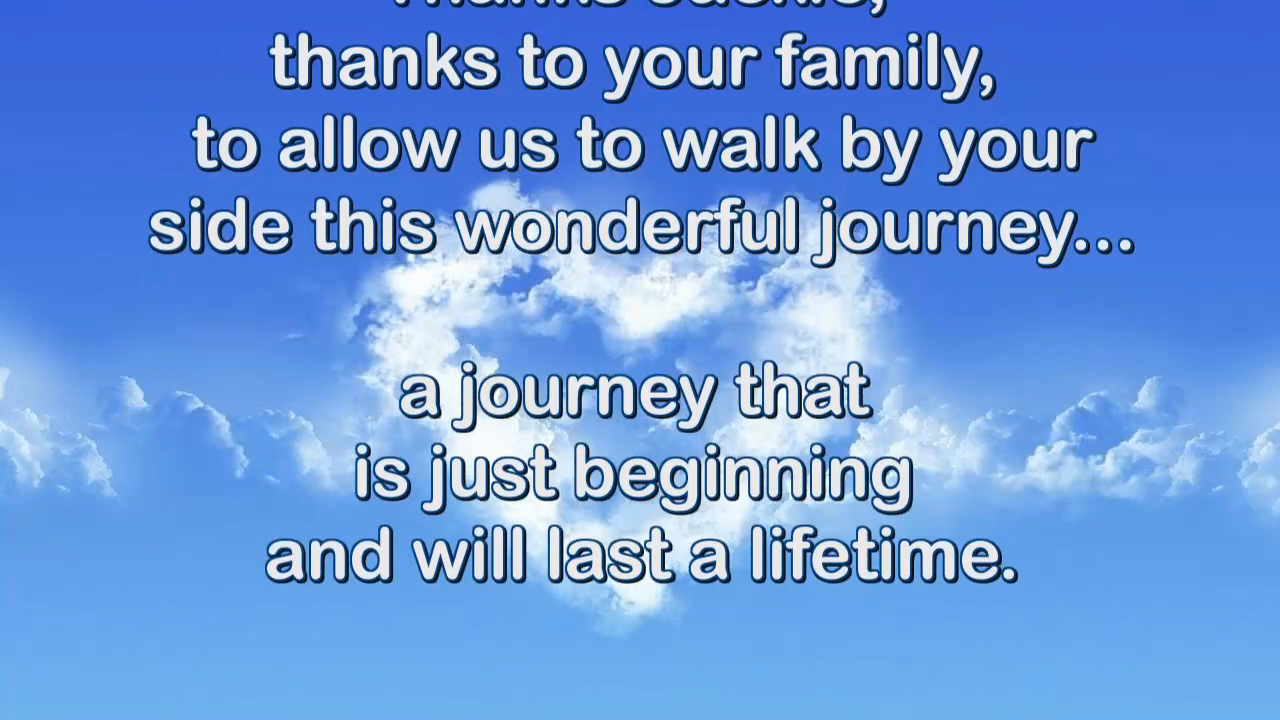 thanks to your family,
to allow us to walk by your
side this wonderful journey...
a journey that
is just beginning
and will last a lifetime.